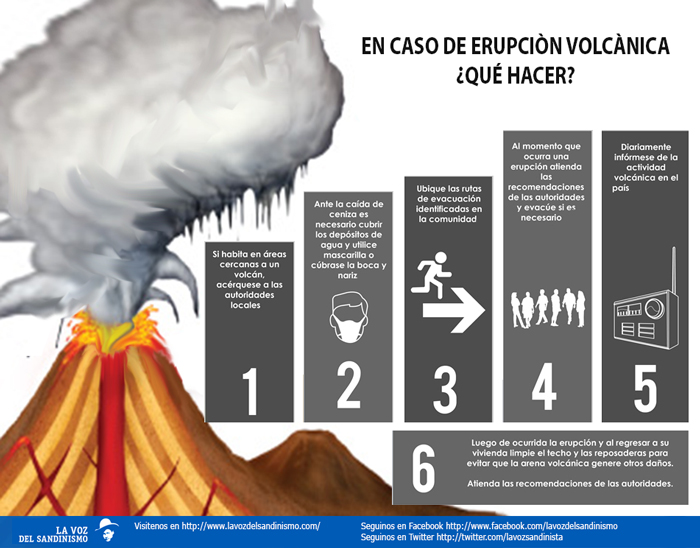 EN CASO DE ERUPCIÒN VOLCÀNICA
¿QUÉ HACER?
Si habita en áreas
cercanas a un
volcán,
acérquese a las
autoridades
locales
1
Ante la caída de
ceniza es
necesario cubrir
los depósitos de
agua y utilice
mascarilla o
cúbrase la boca y
nariz
2
Ubique las rutas
de evacuación
identificadas en
la comunidad
3
Al momento que
ocurra una
erupción atienda
las
recomendaciones
de las autoridades
y evacúe si es
necesario
4
Diariamente
infórmese de la
actividad
volcánica en el
país
5
6
Luego de ocurrida la erupción y al regresar a su
vivienda limpie el techo y las reposaderas para
evitar que la arena volcánica genere otros daños.
Atienda las recomendaciones de las autoridades.
LA VOZ
DEL SANDINISMO
Visitenos en http://www.lavozdelsandinismo.com/
Seguinos en Facebook http://www.facebook.com/lavozdelsandinismo
Seguinos en Twitter http://twitter.com/lavozsandinista